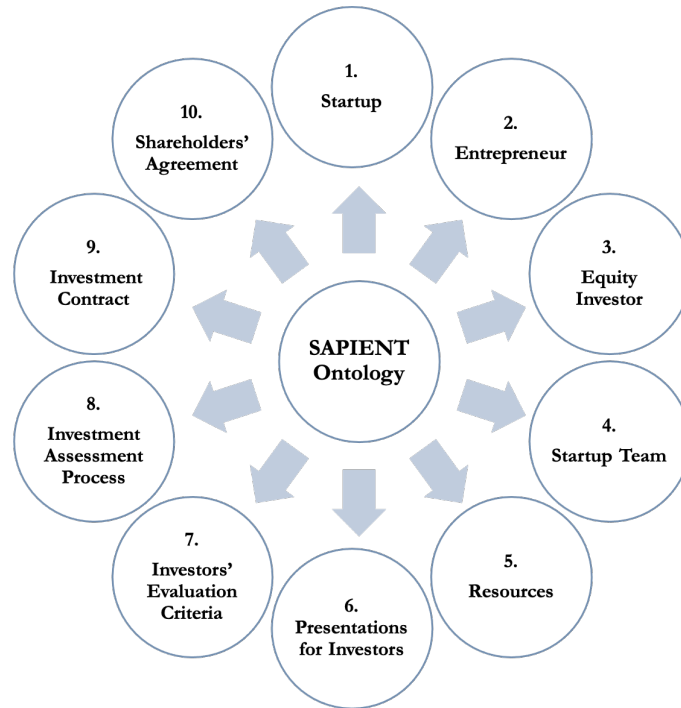 1.
Startup
2.
Entrepreneur
3.
Equity
Investor
4.
Startup Team
5.
Resources
6.
Presentations
for Investors
7.
Investors’
Evaluation
Criteria
8.
Investment
Assessment
Process
9.
Investment
Contract
10.
Shareholders’
Agreement
SAPIENT
Ontology